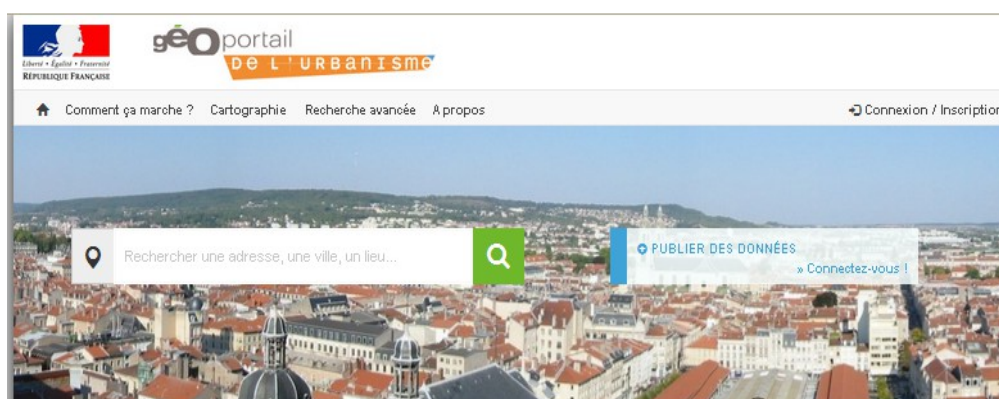 géoportail
DE L'URBANISME
Liberté • Égalité • Fraternité
RÉPUBLIQUE FRANÇAISE
Comment ça marche ? Cartographie Recherche avancée A propos Connexion / Inscription
Rechercher une adresse, une ville, un lieu...
PUBLIER DES DONNÉES
» Connectez-vous !